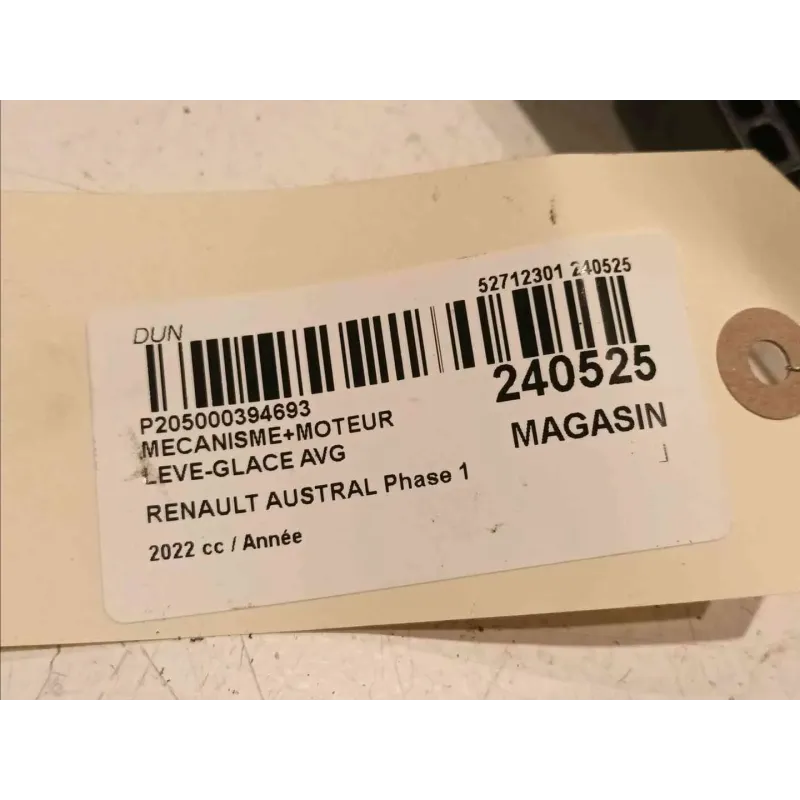 52712301 240525
DUN
P205000394693
240525
MECANISME+MOTEUR
LEVE-GLACE AVG
MAGASIN
RENAULT AUSTRAL Phase 1
2022 cc / Année